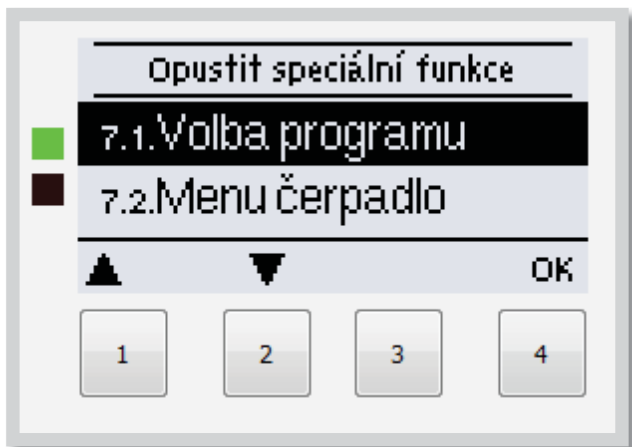 Opustit speciální funkce
7.1.Volba programu
7.2.Menu čerpadlo
▲ ▼ OK
1 2 3 4